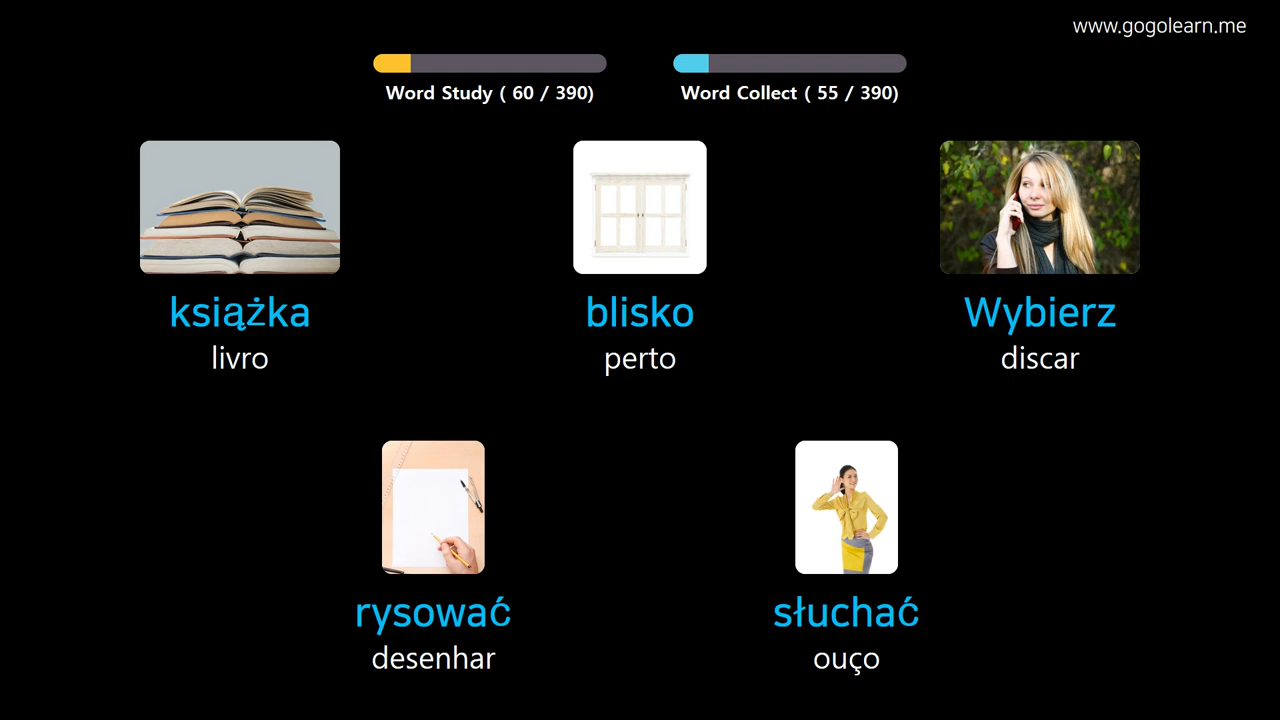 www.gogolearn.me
Word Study ( 60 / 390)
Word Collect ( 55 / 390)
książka
livro
blisko
perto
Wybierz
discar
rysować
desenhar
słuchać
ouço